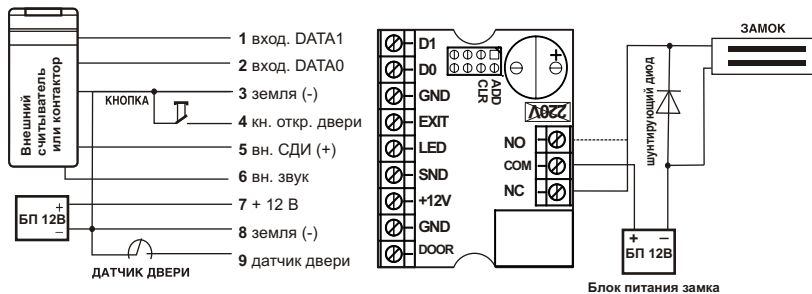 Внешний
считыватель
или контактор
1 вход. DATA1
2 вход. DATA0
3 земля (-)
КНОПКА
4 кн. откр. двери
5 вн. СДИ (+)
6 вн. звук
7 + 12 В
8 земля (-)
9 датчик двери
БП 12В
+
–
ДАТЧИК ДВЕРИ
D1
D0
GND
EXIT
LED
SND
+12V
GND
DOOR
ADD
CLR
+
220V
NO
COM
NC
шунтирующий диод
ЗАМОК
+ –
БП 12В
Блок питания замка